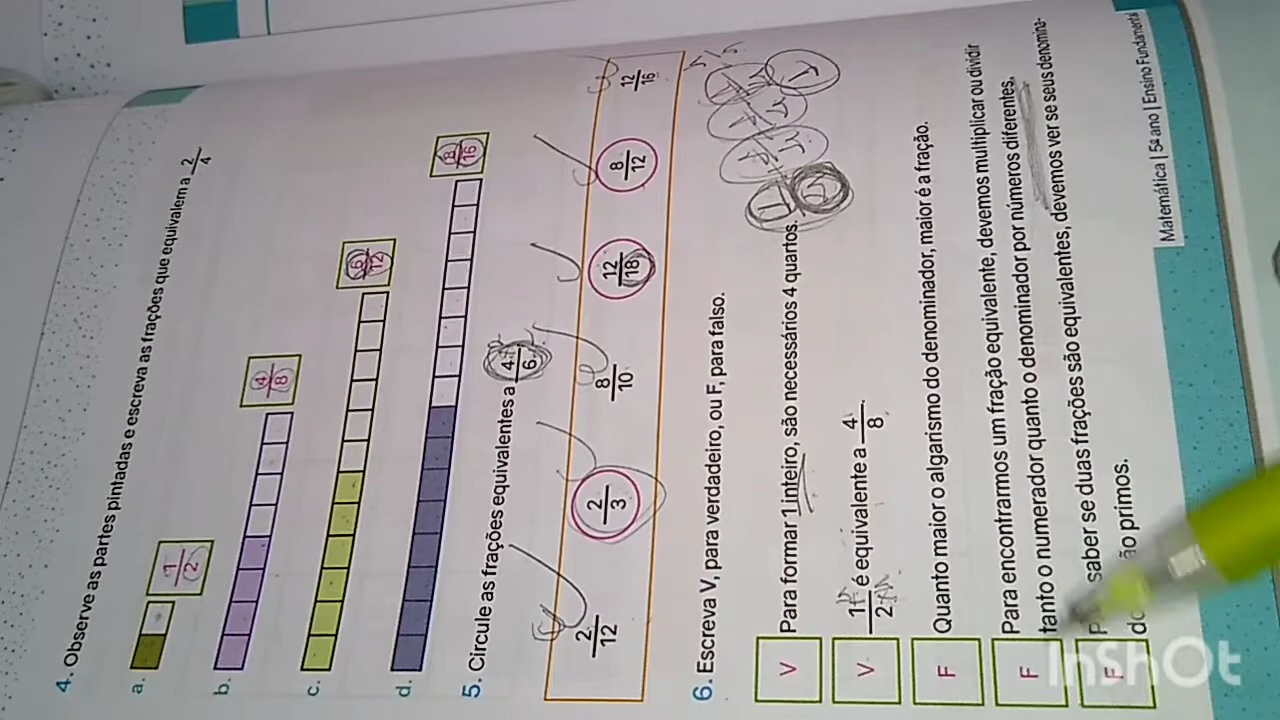 4. Observe as partes pintadas e escreva as frações que equivalem a 2/4
a. 1/2
b. 4/8
c. 6/12
d. 8/16
5. Circule as frações equivalentes a 4/6.
2/12 2/3 8/10 12/18 8/12 12/16
6. Escreva V, para verdadeiro, ou F, para falso.
V Para formar 1 inteiro, são necessários 4 quartos.
V 1/2 é equivalente a 4/8.
F Quanto maior o algarismo do denominador, maior é a fração.
F Para encontrarmos um fração equivalente, devemos multiplicar ou dividir
tanto o numerador quanto o denominador por números diferentes.
F saber se duas frações são equivalentes, devemos ver se seus denomina-
primos.
Matemática | 5º ano | Ensino Fundamental
InShOt